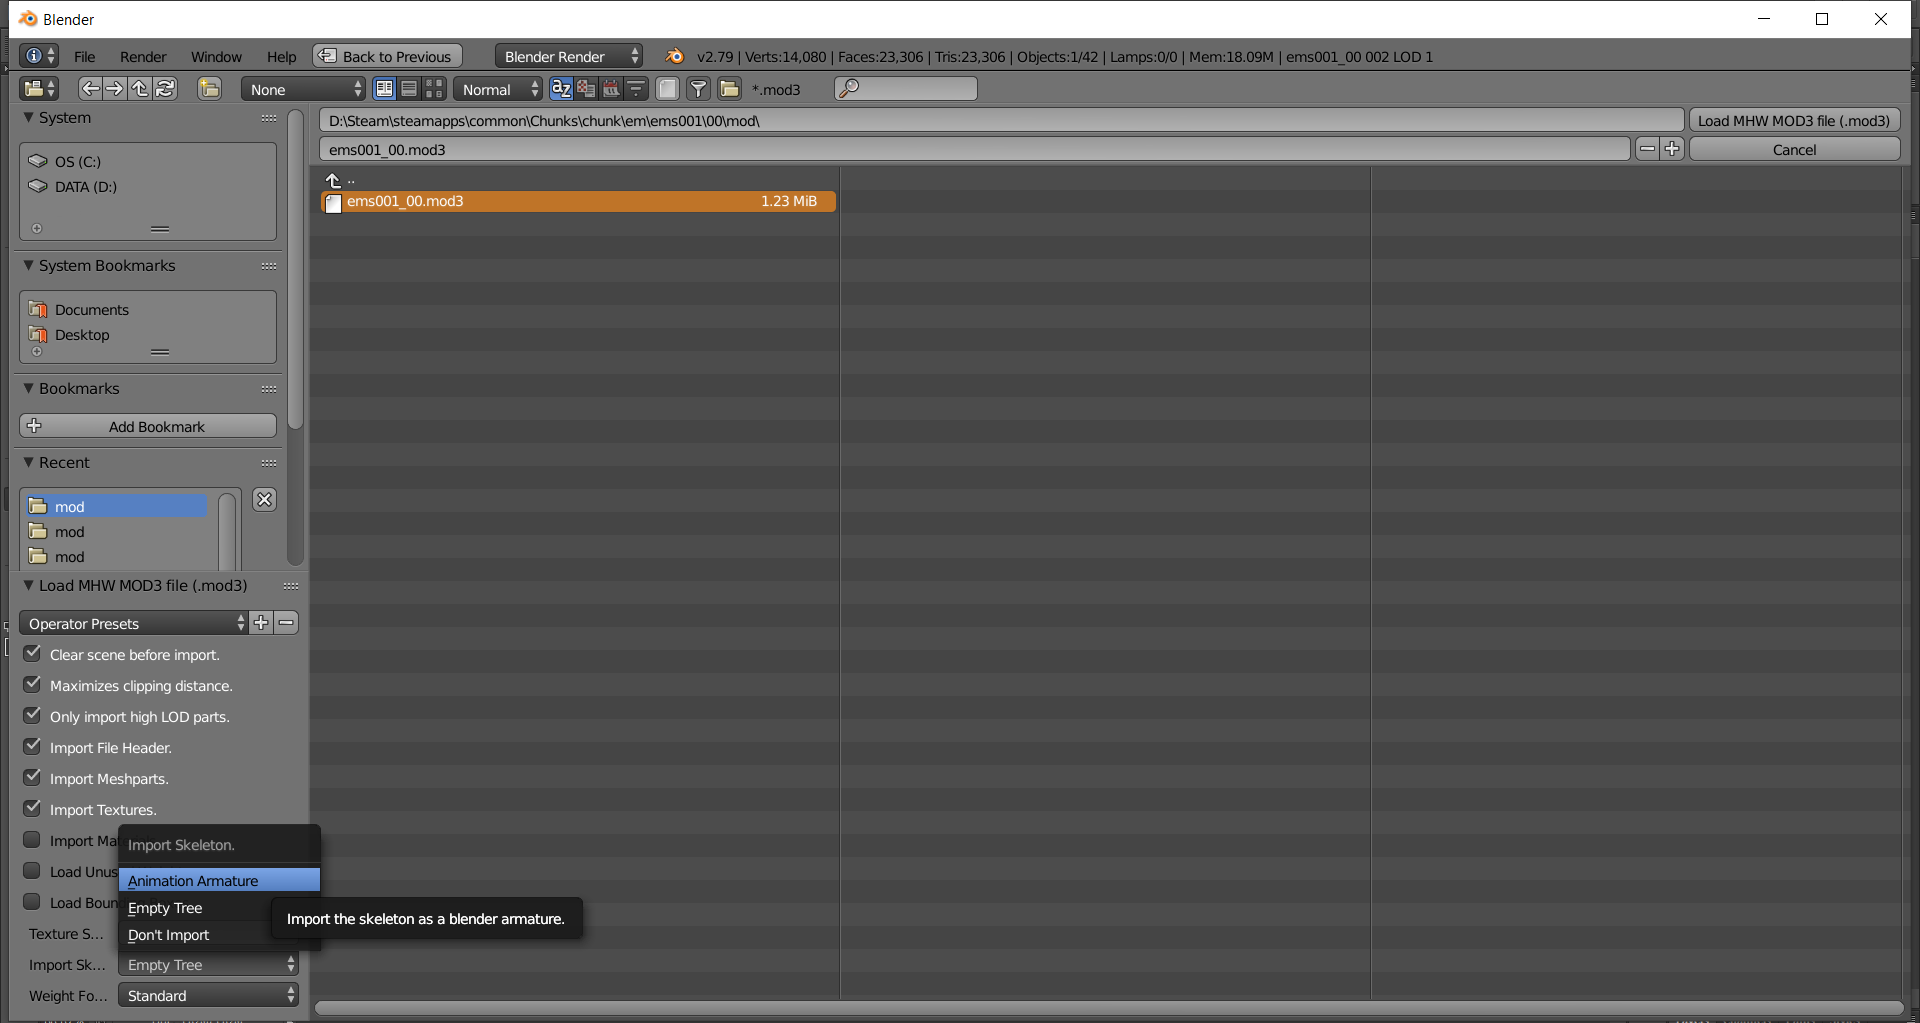 Blender
File Render Window Help Back to Previous Blender Render v2.79 | Verts:14,080 | Faces:23,306 | Tris:23,306 | Objects:1/42 | Lamps:0/0 | Mem:18.09M | ems001_00 002 LOD 1
None Normal *.mod3
System
OS (C:)
DATA (D:)
System Bookmarks
Documents
Desktop
Bookmarks
Add Bookmark
Recent
mod
mod
mod
D:\Steam\steamapps\common\Chunks\chunk\em\ems001\00\mod\
Load MHW MOD3 file (.mod3)
ems001_00.mod3
Cancel
..
ems001_00.mod3 1.23 MiB
Load MHW MOD3 file (.mod3)
Operator Presets
Clear scene before import.
Maximizes clipping distance.
Only import high LOD parts.
Import File Header.
Import Meshparts.
Import Textures.
Import Ma
Load Unus
Load Boun
Texture S...
Import Sk... Empty Tree
Weight Fo... Standard
Import Skeleton.
Animation Armature
Empty Tree
Don't Import
Import the skeleton as a blender armature.